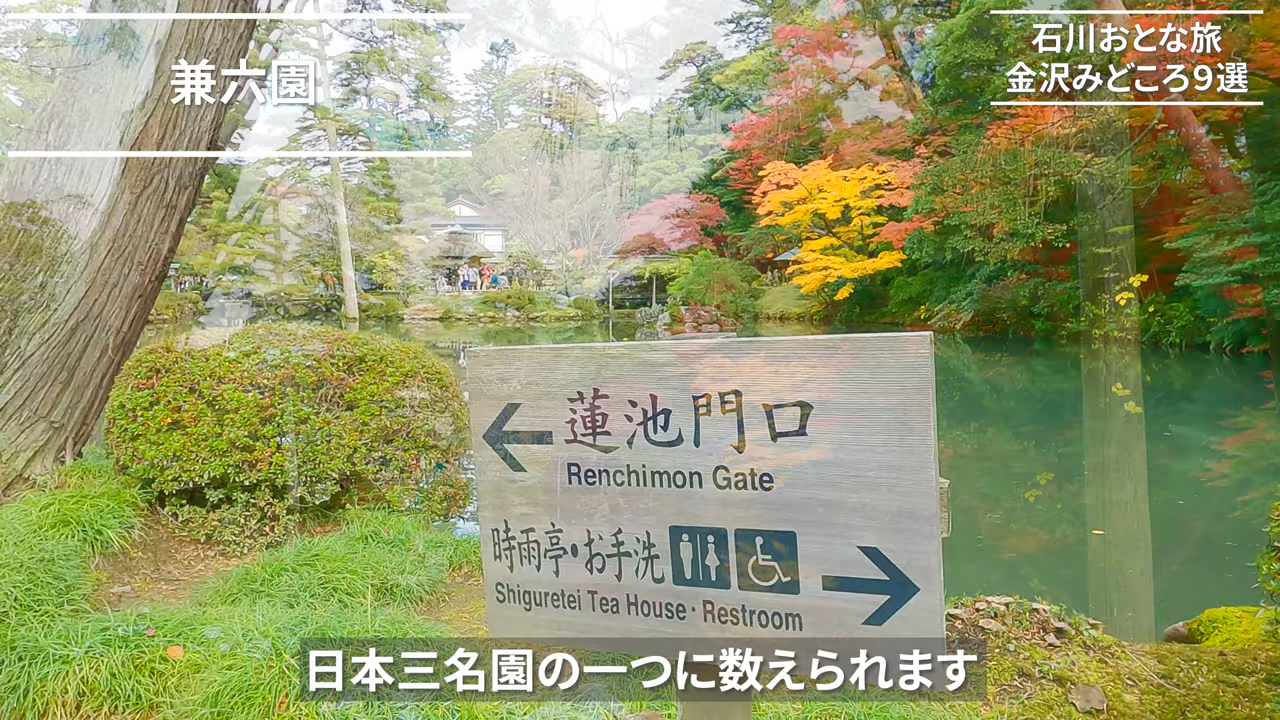 兼六園
石川おとな旅
金沢みどころ9選
← 蓮池門口
Renchimon Gate
時雨亭・お手洗 →
Shiguretei Tea House · Restroom
日本三名園の一つに数えられます